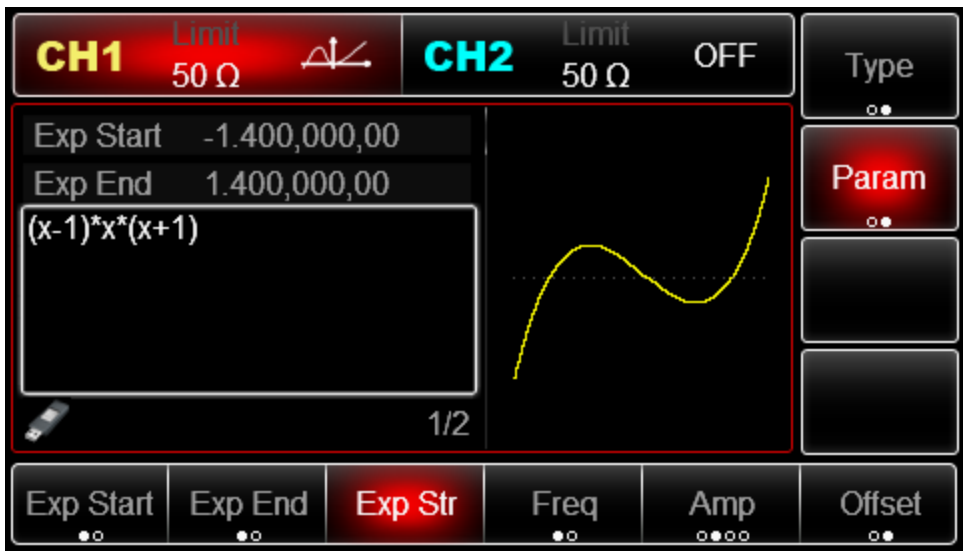 CH1 Limit 50 Ω
CH2 Limit 50 Ω OFF
Type
Exp Start -1.400,000,00
Exp End 1.400,000,00
Param
(x-1)*x*(x+1)
1/2
Exp Start Exp End Exp Str Freq Amp Offset